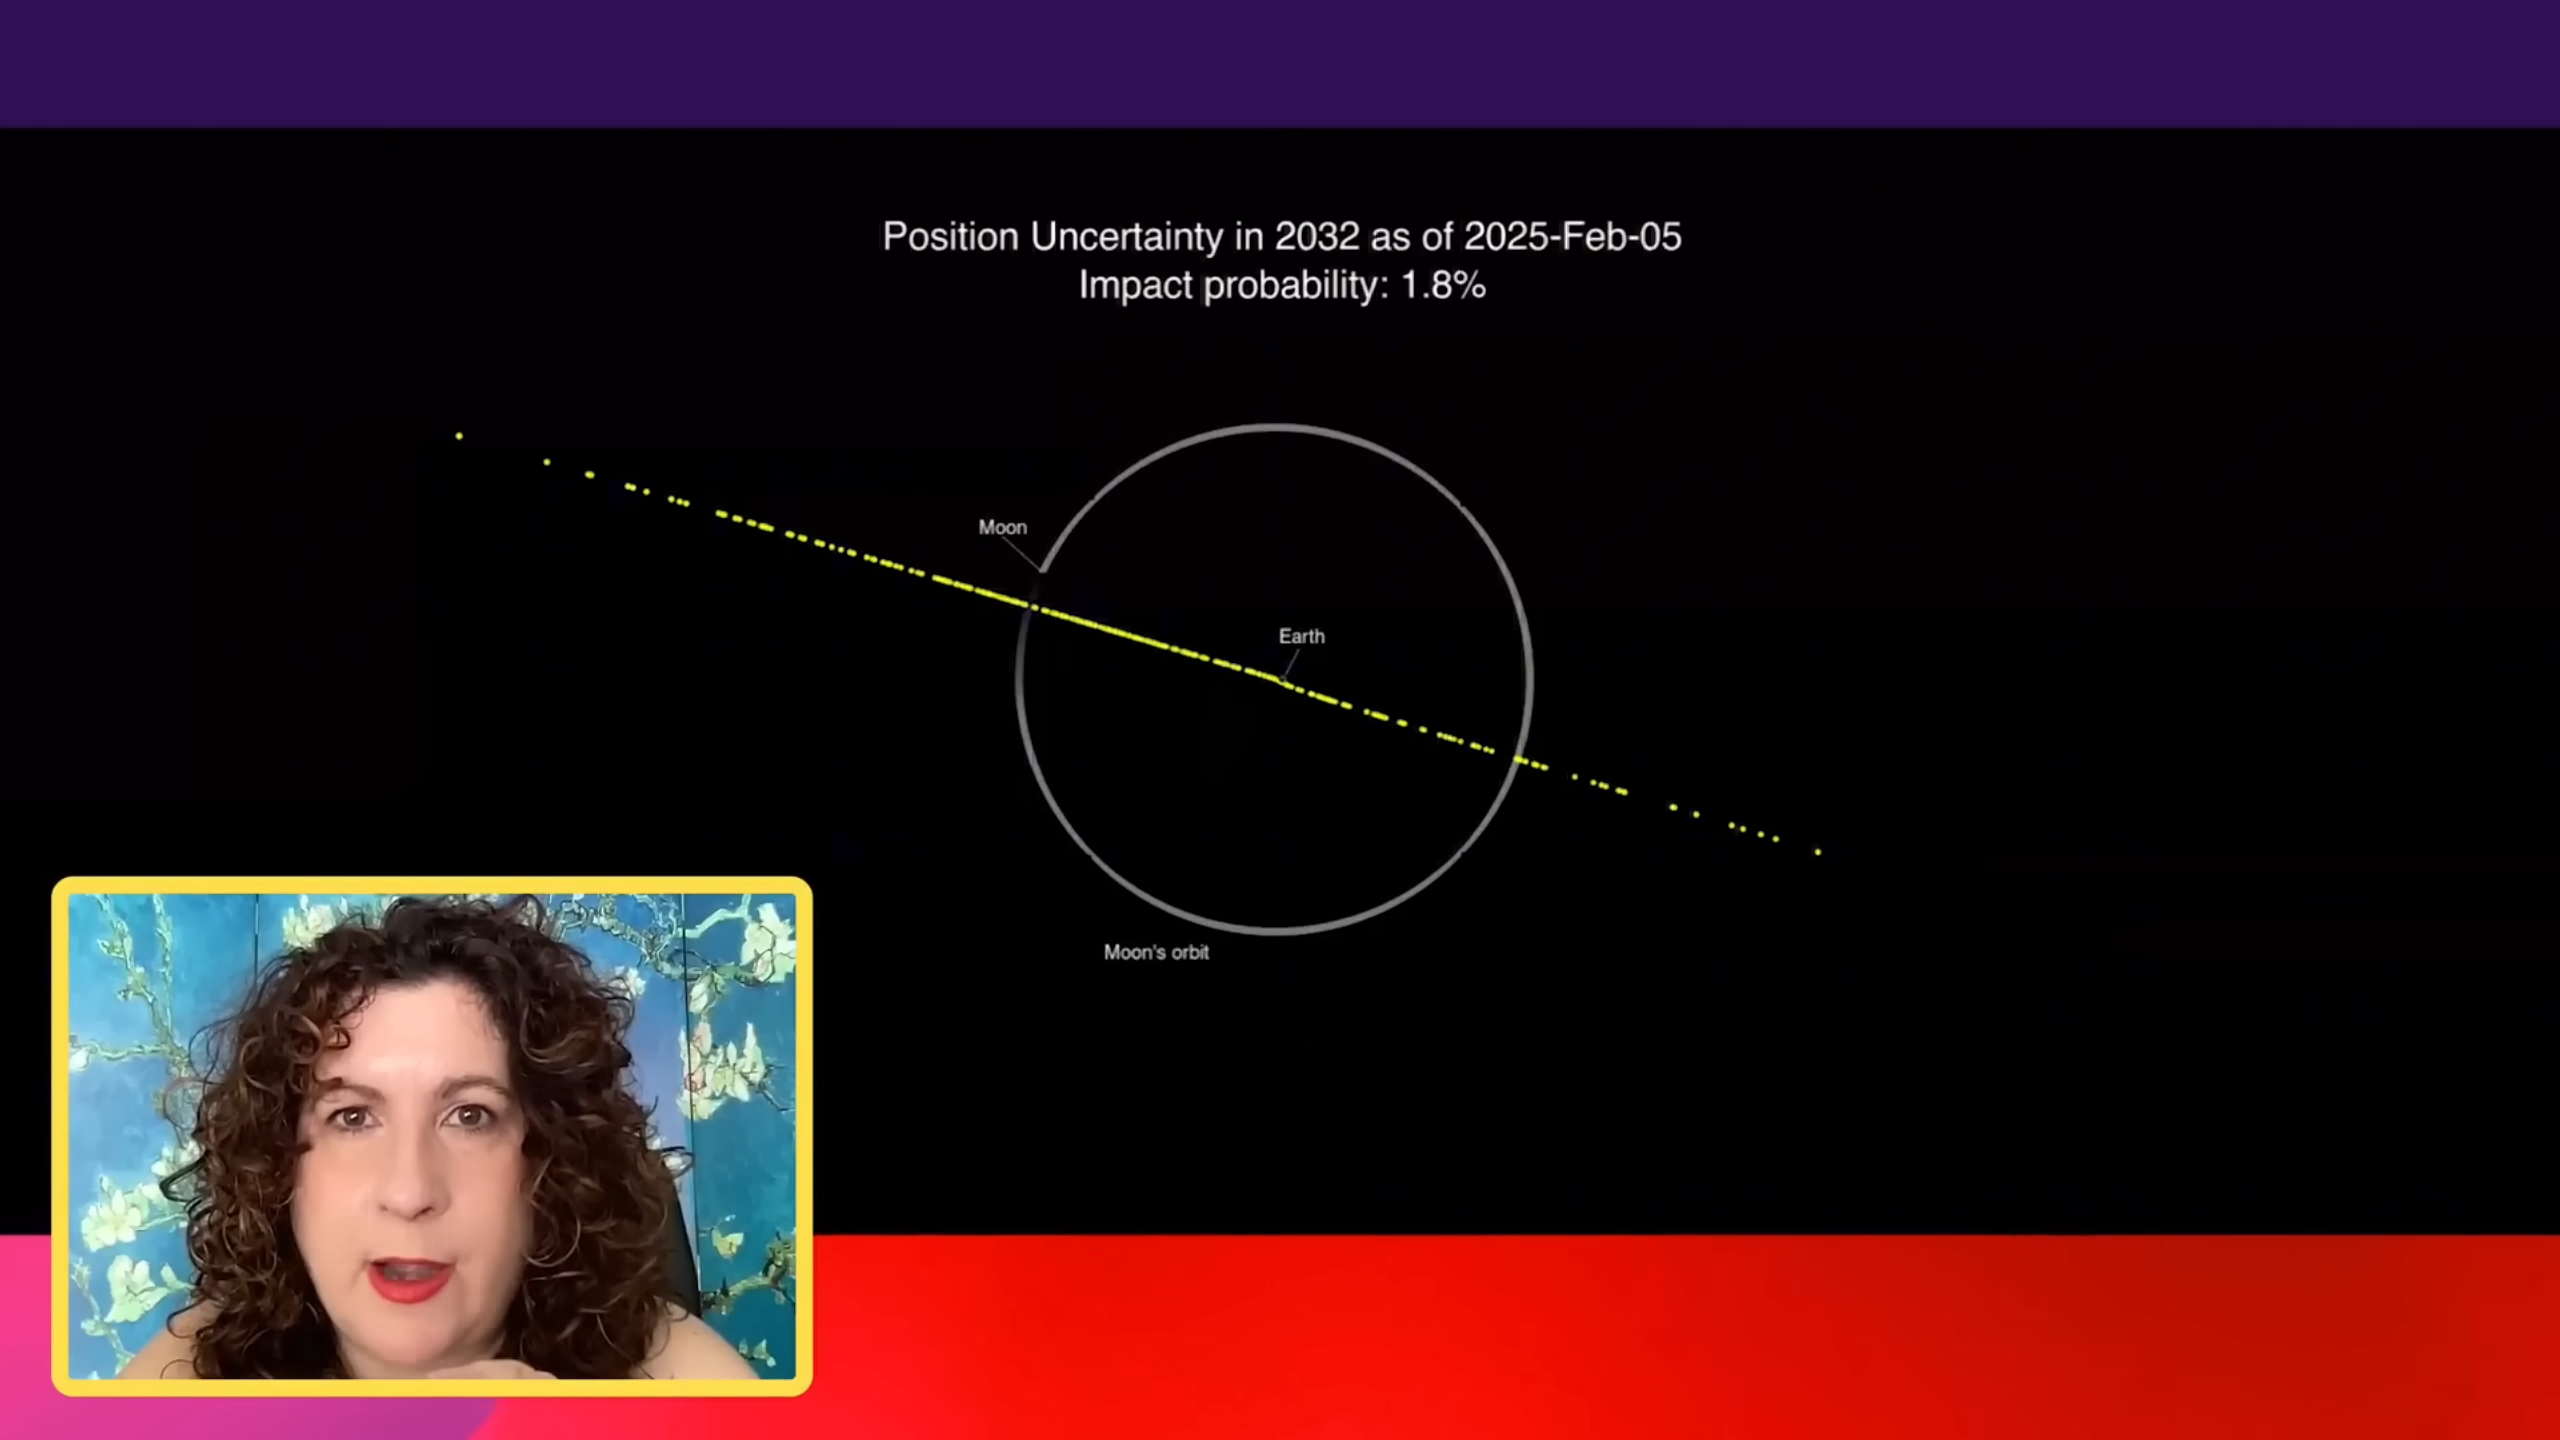 Position Uncertainty in 2032 as of 2025-Feb-05
Impact probability: 1.8%
Moon
Earth
Moon's orbit